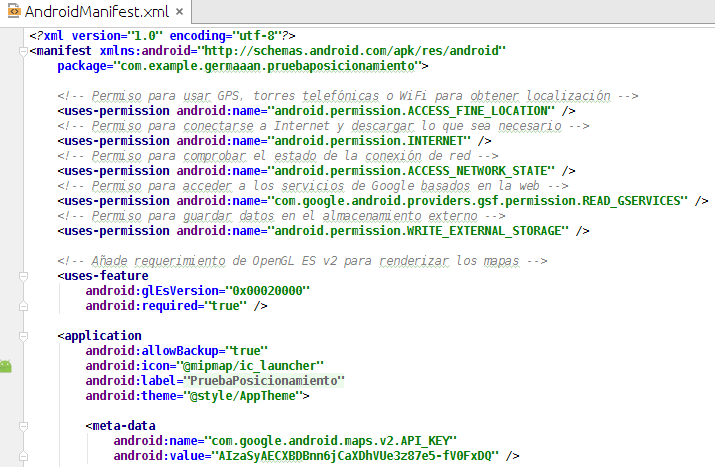 AndroidManifest.xml ×
<?xml version="1.0" encoding="utf-8"?>
<manifest xmlns:android="http://schemas.android.com/apk/res/android"
package="com.example.germaaan.pruebaposicionamiento">
<!-- Permiso para usar GPS, torres telefónicas o WiFi para obtener localización -->
<uses-permission android:name="android.permission.ACCESS_FINE_LOCATION" />
<!-- Permiso para conectarse a Internet y descargar lo que sea necesario -->
<uses-permission android:name="android.permission.INTERNET" />
<!-- Permiso para comprobar el estado de la conexión de red -->
<uses-permission android:name="android.permission.ACCESS_NETWORK_STATE" />
<!-- Permiso para acceder a los servicios de Google basados en la web -->
<uses-permission android:name="com.google.android.providers.gsf.permission.READ_GSERVICES" />
<!-- Permiso para guardar datos en el almacenamiento externo -->
<uses-permission android:name="android.permission.WRITE_EXTERNAL_STORAGE" />
<!-- Añade requerimiento de OpenGL ES v2 para renderizar los mapas -->
<uses-feature
android:glEsVersion="0x00020000"
android:required="true" />
<application
android:allowBackup="true"
android:icon="@mipmap/ic_launcher"
android:label="PruebaPosicionamiento"
android:theme="@style/AppTheme">
<meta-data
android:name="com.google.android.maps.v2.API_KEY"
android:value="AIzaSyAECXBDBnn6jCaXDhVUe3z87e5-fV0FxDQ" />